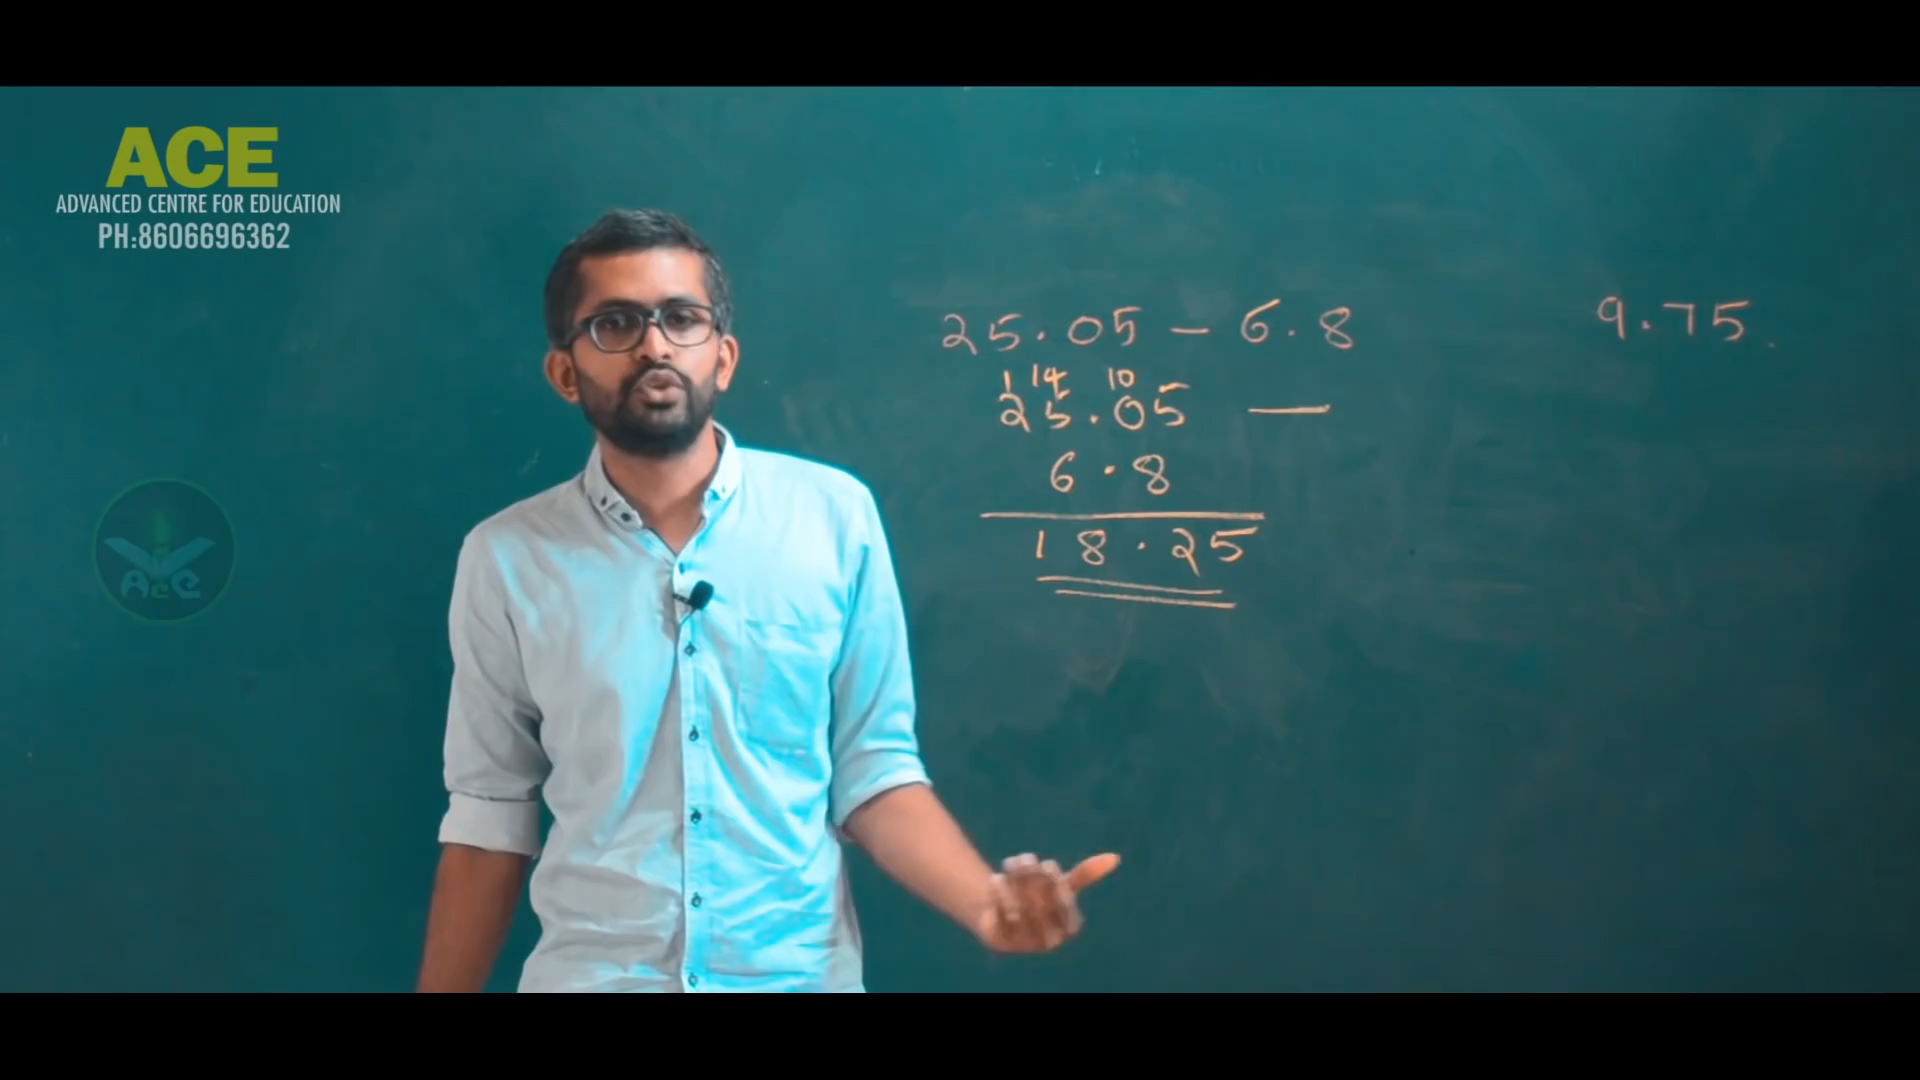 ACE
ADVANCED CENTRE FOR EDUCATION
PH:8606696362
25.05 - 6.8
9.75.
1 14 10
25.05 —
6.8
18.25
AcE